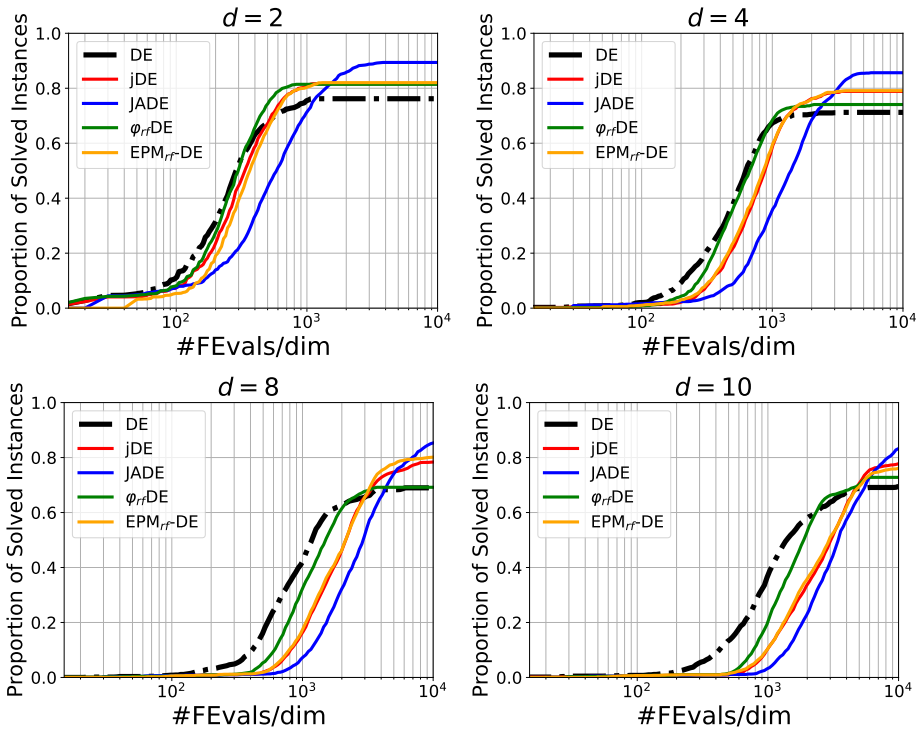 d = 2
Proportion of Solved Instances
1.0
0.8
0.6
0.4
0.2
0.0
DE
jDE
JADE
φrfDE
EPMrf-DE
10²
10³
10⁴
#FEvals/dim
d = 4
Proportion of Solved Instances
1.0
0.8
0.6
0.4
0.2
0.0
DE
jDE
JADE
φrfDE
EPMrf-DE
10²
10³
10⁴
#FEvals/dim
d = 8
Proportion of Solved Instances
1.0
0.8
0.6
0.4
0.2
0.0
DE
jDE
JADE
φrfDE
EPMrf-DE
10²
10³
10⁴
#FEvals/dim
d = 10
Proportion of Solved Instances
1.0
0.8
0.6
0.4
0.2
0.0
DE
jDE
JADE
φrfDE
EPMrf-DE
10²
10³
10⁴
#FEvals/dim